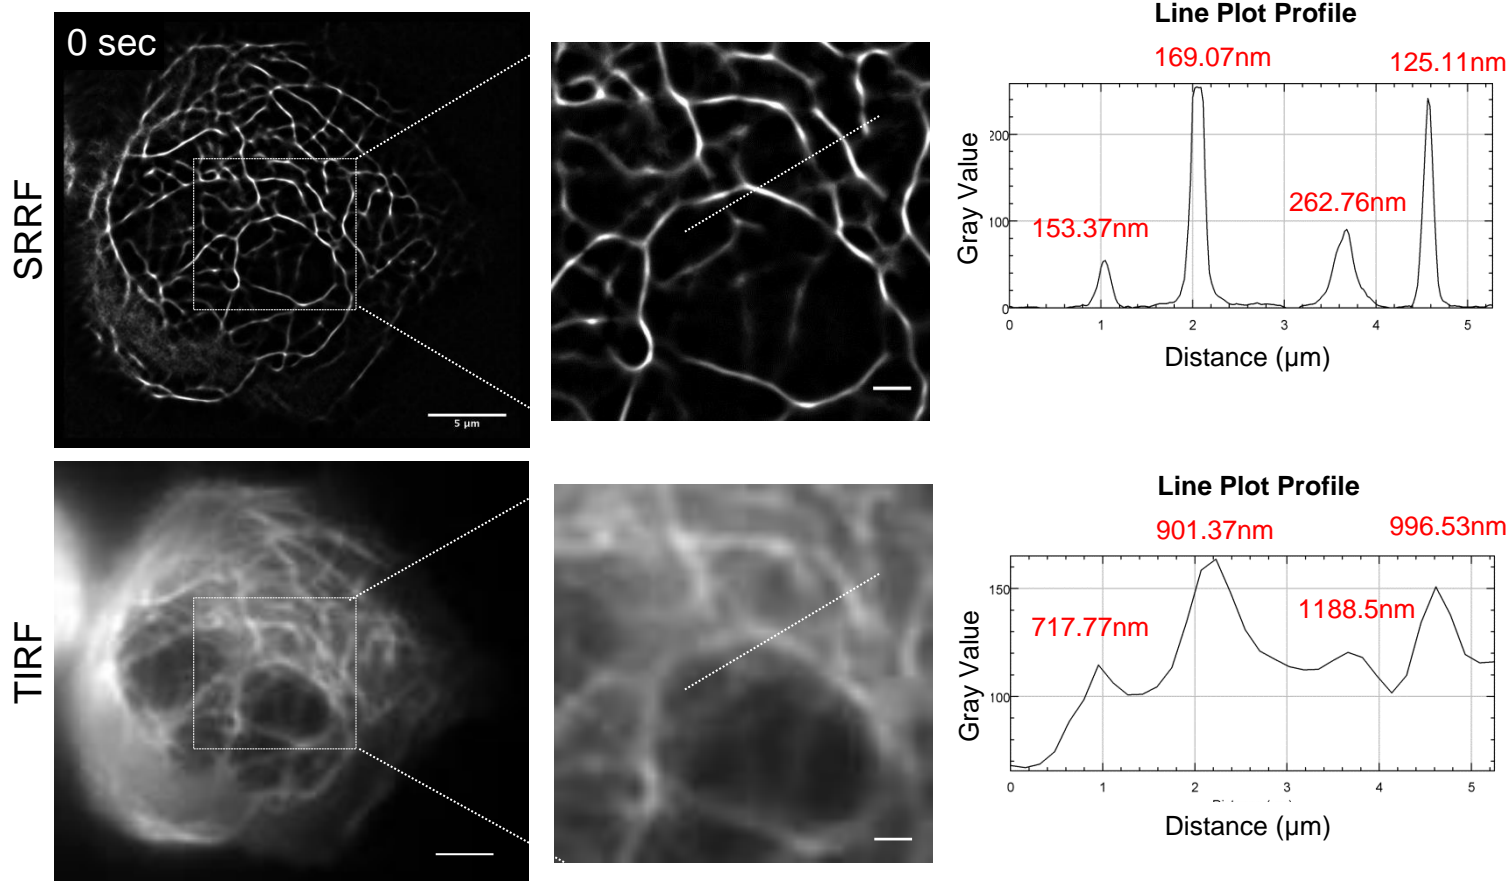 0 sec
SRRF
5 μm
Line Plot Profile
169.07nm
125.11nm
262.76nm
153.37nm
Gray Value
200
100
0
0 1 2 3 4 5
Distance (μm)
TIRF
Line Plot Profile
901.37nm
996.53nm
1188.5nm
717.77nm
Gray Value
150
100
0 1 2 3 4 5
Distance (μm)